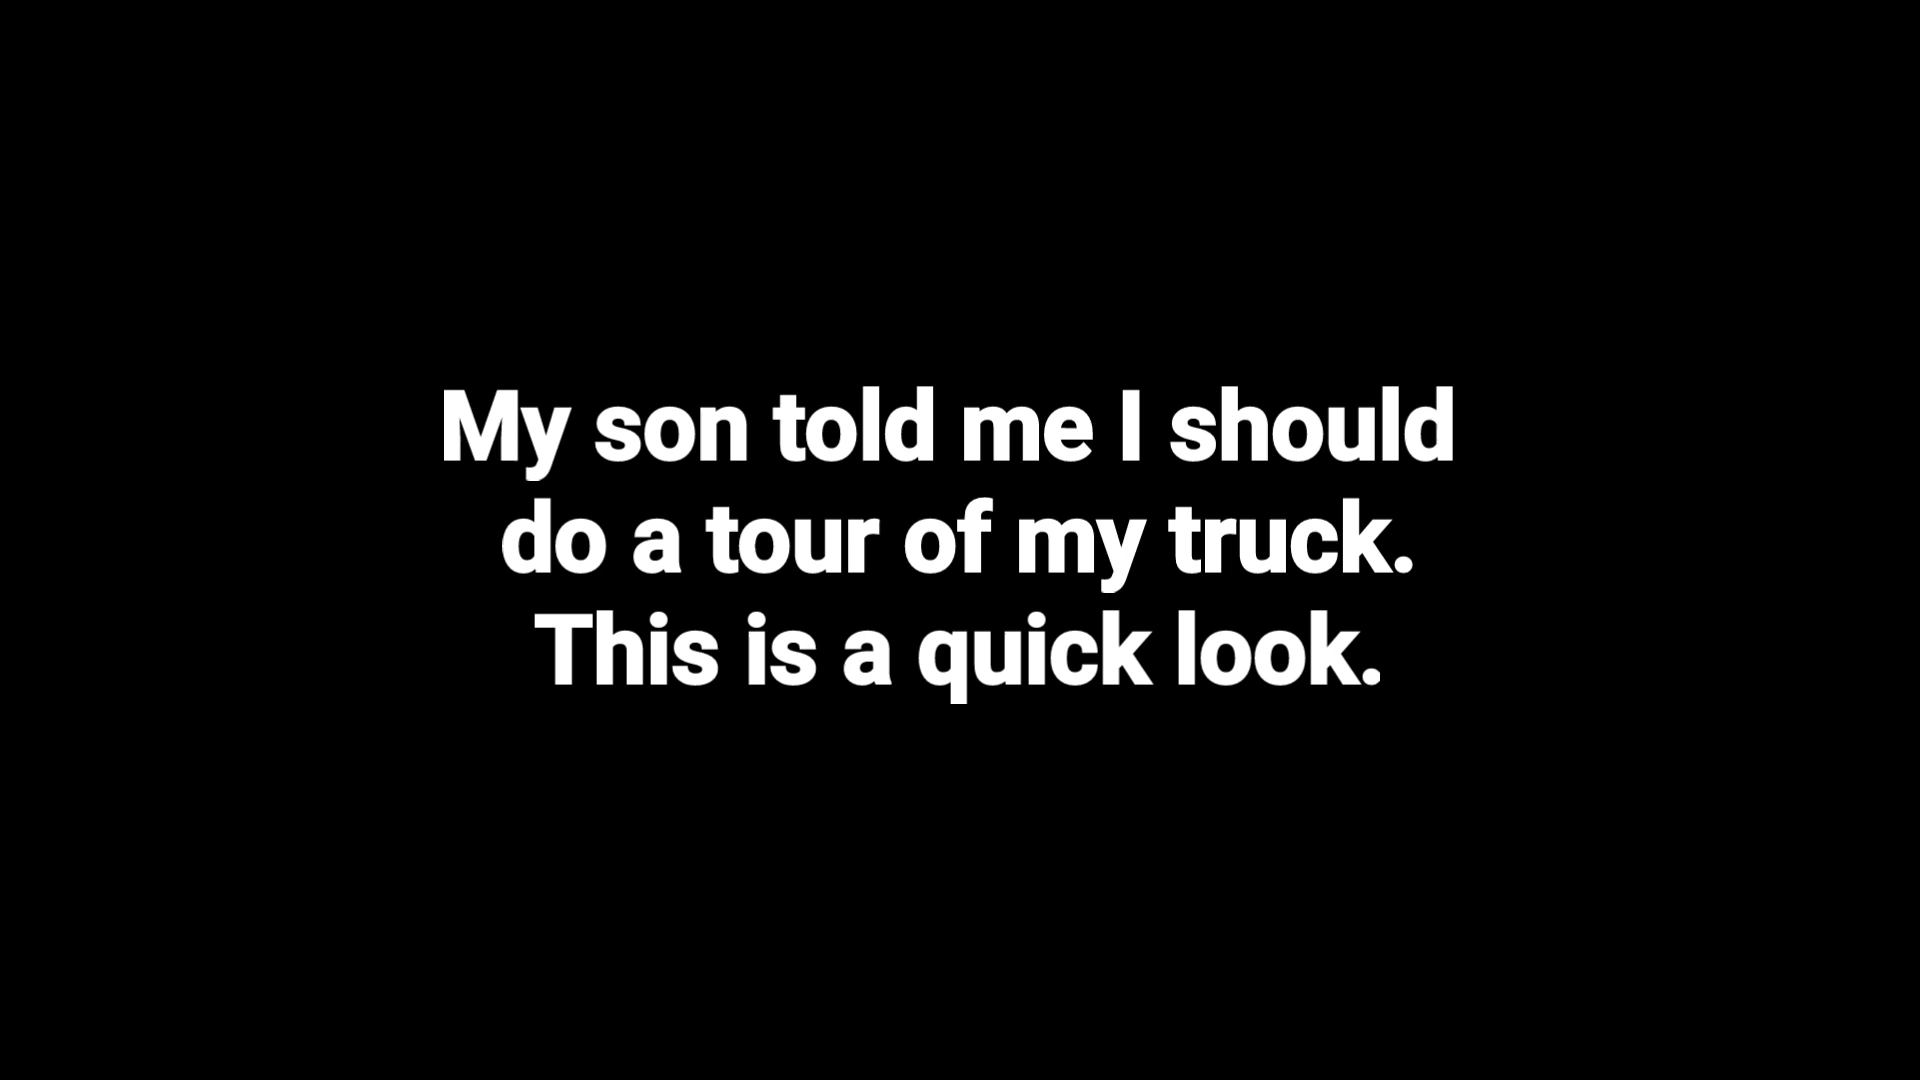 My son told me I should
do a tour of my truck.
This is a quick look.